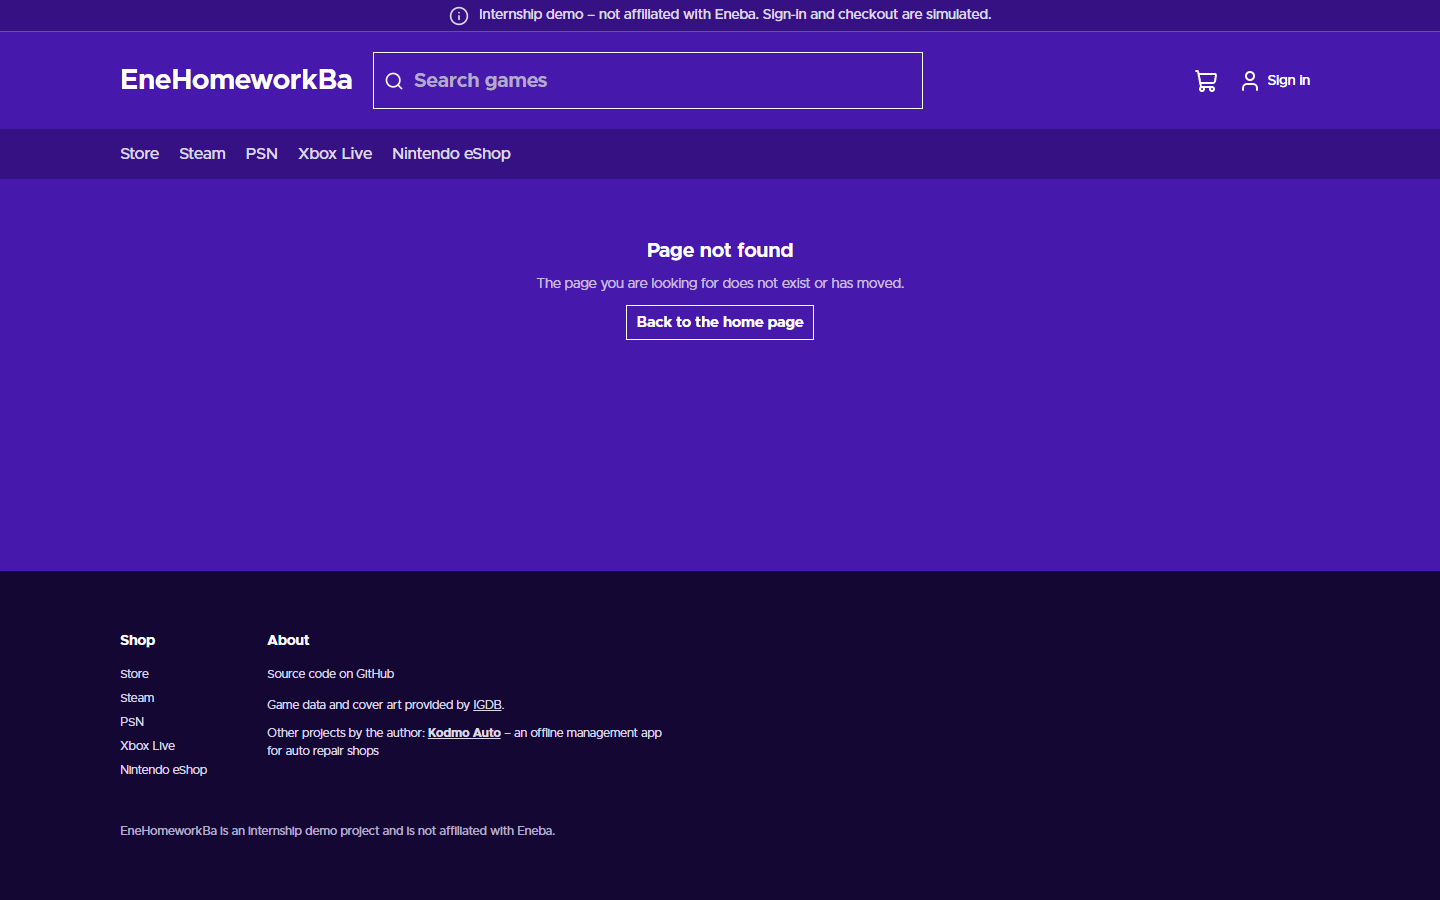 Internship demo – not affiliated with Eneba. Sign-in and checkout are simulated.
EneHomeworkBa
Search games
Sign in
Store
Steam
PSN
Xbox Live
Nintendo eShop
Page not found
The page you are looking for does not exist or has moved.
Back to the home page
Shop
Store
Steam
PSN
Xbox Live
Nintendo eShop
About
Source code on GitHub
Game data and cover art provided by IGDB.
Other projects by the author: Kodmo Auto – an offline management app
for auto repair shops
EneHomeworkBa is an internship demo project and is not affiliated with Eneba.